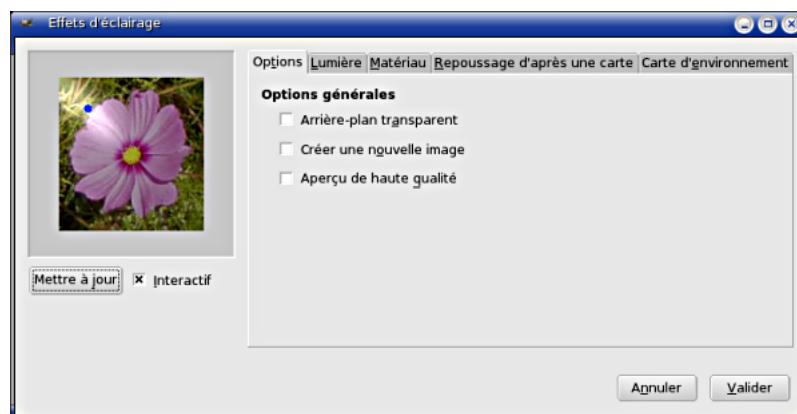 Effets d'éclairage
Options Lumière Matériau Repoussage d'après une carte Carte d'environnement
Options générales
Arrière-plan transparent
Créer une nouvelle image
Aperçu de haute qualité
Mettre à jour Interactif
Annuler Valider